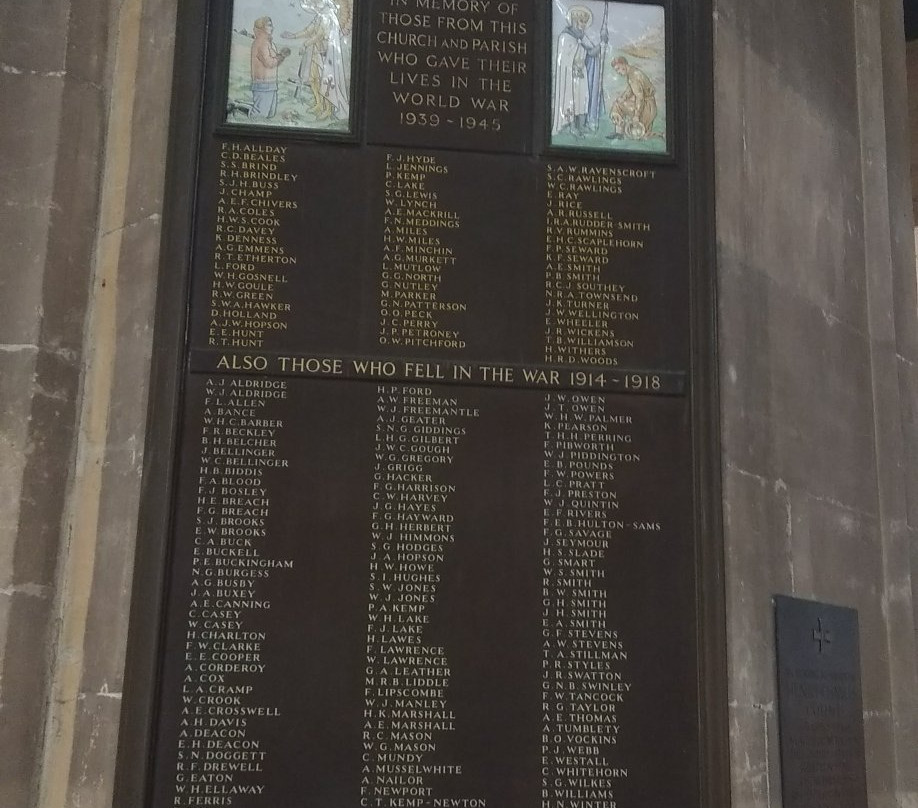 IN MEMORY OF
THOSE FROM THIS
CHURCH AND PARISH
WHO GAVE THEIR
LIVES IN THE
WORLD WAR
1939~1945
F.H.ALLDAY
C.D.BEALES
S.S.BRIND
R.H.BRINDLEY
S.J.H.BUSS
J.CHAMP
A.E.F.CHIVERS
R.A.COLES
H.W.S.COOK
R.C.DAVEY
K.DENNESS
A.G.EMMENS
R.T.ETHERTON
L.FORD
W.H.GOSNELL
H.W.GOULE
R.W.GREEN
S.W.A.HAWKER
D.HOLLAND
A.J.W.HOPSON
E.E.HUNT
R.T.HUNT
F.J.HYDE
L.JENNINGS
P.KEMP
C.LAKE
S.G.LEWIS
W.LYNCH
A.E.MACKRILL
F.N.MEDDINGS
A.MILES
H.W.MILES
A.F.MINCHIN
A.G.MURKETT
L.MUTLOW
G.G.NORTH
G.NUTLEY
M.PARKER
G.N.PATTERSON
O.O.PECK
J.C.PERRY
J.P.PETRONEY
O.W.PITCHFORD
S.A.W.RAVENSCROFT
S.C.RAWLINGS
W.C.RAWLINGS
E.RAY
J.RICE
A.R.RUSSELL
J.R.A.RUDDER-SMITH
R.V.RUMMINS
E.H.C.SCAPLEHORN
F.P.SEWARD
K.F.SEWARD
A.E.SMITH
P.B.SMITH
R.C.J.SOUTHEY
N.R.A.TOWNSEND
J.K.TURNER
J.W.WELLINGTON
E.WHEELER
J.R.WICKENS
T.B.WILLIAMSON
H.WITHERS
H.R.D.WOODS
ALSO THOSE WHO FELL IN THE WAR 1914~1918
A.J ALDRIDGE
W.J.ALDRIDGE
F.L.ALLEN
A.BANCE
W.H.C.BARBER
F.R.BECKLEY
B.H.BELCHER
J.BELLINGER
W.C.BELLINGER
H.B.BIDDIS
F.A.BLOOD
F.J BOSLEY
H.E.BREACH
F.G.BREACH
S.J.BROOKS
E.W.BROOKS
C.A.BUCK
E.BUCKELL
P.E.BUCKINGHAM
N.G.BURGESS
A.G.BUSBY
J.A.BUXEY
A.E.CANNING
C.CASEY
W.CASEY
H.CHARLTON
F.W.CLARKE
E.E.COOPER
A.CORDEROY
A.COX
L.A.CRAMP
W.CROOK
A.E.CROSSWELL
A.H.DAVIS
A.DEACON
E.H.DEACON
S.N.DOGGETT
R.F.DREWELL
G.EATON
W.H.ELLAWAY
R.FERRIS
H.P.FORD
A.W.FREEMAN
W.J.FREEMANTLE
A.J GEATER
S.N.G.GIDDINGS
L.H.G.GILBERT
J.W.C.GOUGH
W.G.GREGORY
J.GRIGG
G.HACKER
F.G.HARRISON
C.W.HARVEY
J.G.HAYES
F.G.HAYWARD
G.H.HERBERT
W.J HIMMONS
S.G HODGES
J.A.HOPSON
H.W.HOWE
S.I.HUGHES
S.W.JONES
W.J.JONES
P.A.KEMP
W.H.LAKE
F.J.LAKE
H.LAWES
F.LAWRENCE
W.LAWRENCE
G.A.LEATHER
M.R.B.LIDDLE
F.LIPSCOMBE
W.J.MANLEY
H.K.MARSHALL
A.E.MARSHALL
R.C.MASON
W.G.MASON
C.MUNDY
A.MUSSELWHITE
A.NAILOR
F.NEWPORT
C.T.KEMP-NEWTON
J.W.OWEN
J.T.OWEN
W.H.W.PALMER
K.PEARSON
T.H.H.PERRING
F.PIBWORTH
W.J.PIDDINGTON
E.B.POUNDS
F.W.POWERS
L.C.PRATT
F.J.PRESTON
W.J.QUINTIN
E.F.RIVERS
F.E.B.HULTON-SAMS
F.G.SAVAGE
J.SEYMOUR
H.S.SLADE
G.SMART
W.S SMITH
R.SMITH
B.W SMITH
G.H.SMITH
J.H.SMITH
E.A.SMITH
G.F.STEVENS
A.W.STEVENS
T.A.STILLMAN
P.R.STYLES
J.R.SWATTON
G.N.B.SWINLEY
F.W.TANCOCK
R.G.TAYLOR
A.E.THOMAS
A.TUMBLETY
B.O.VOCKINS
P.J.WEBB
E.WESTALL
C.WHITEHORN
S.G.WILKES
B.WILLIAMS
H.N.WINTER